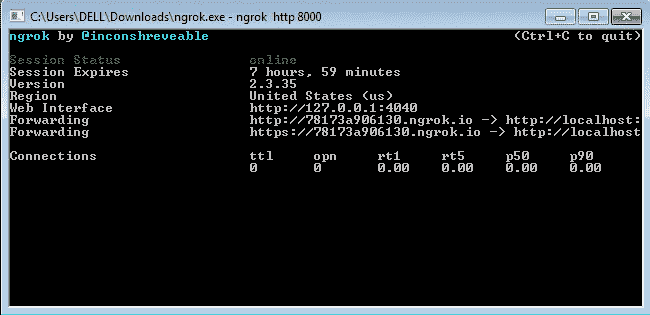 C:\Users\DELL\Downloads\ngrok.exe - ngrok http 8000
ngrok by @inconshreveable (Ctrl+C to quit)
Session Status online
Session Expires 7 hours, 59 minutes
Version 2.3.35
Region United States (us)
Web Interface http://127.0.0.1:4040
Forwarding http://78173a906130.ngrok.io -> http://localhost:
Forwarding https://78173a906130.ngrok.io -> http://localhost
Connections ttl opn rt1 rt5 p50 p90
0 0 0.00 0.00 0.00 0.00